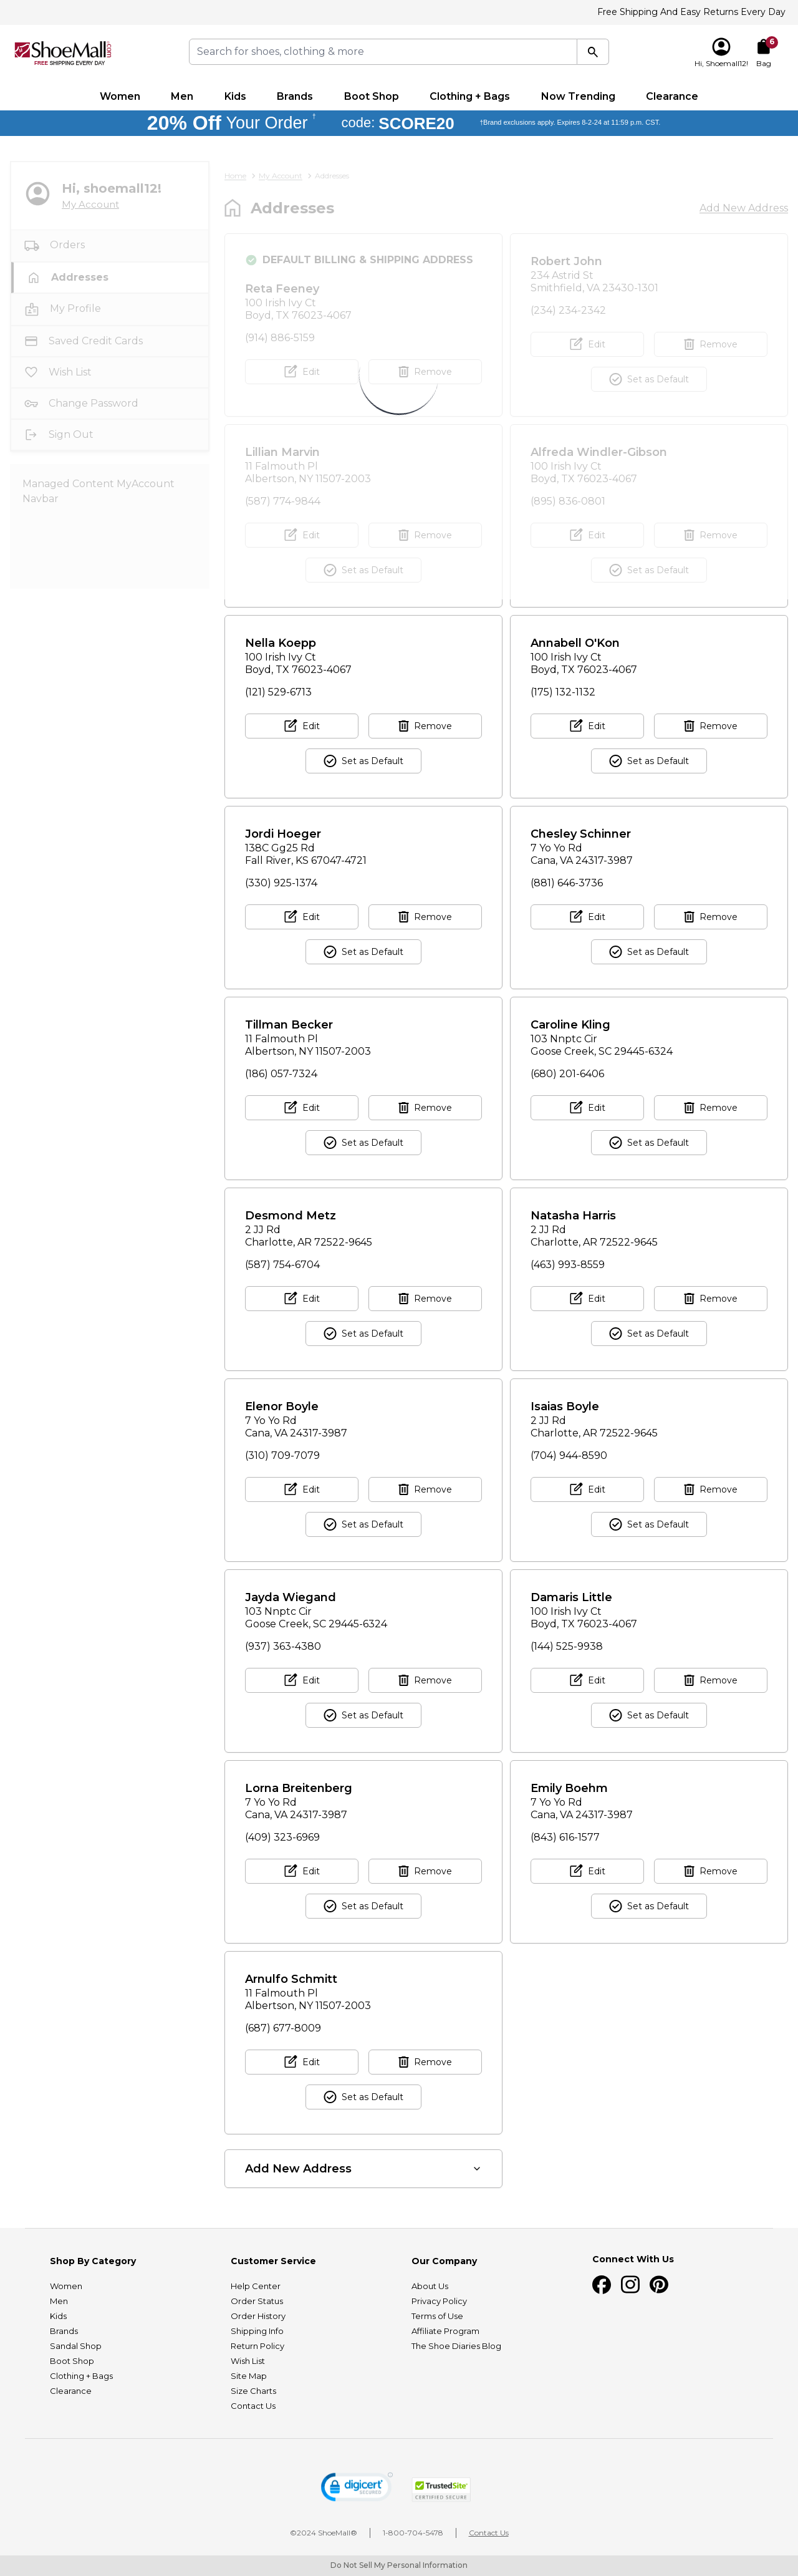 Free Shipping And Easy Returns Every Day
ShoeMall.com
FREE SHIPPING EVERY DAY
Search for shoes, clothing & more
Hi, Shoemall12!
6
Bag
Women Men Kids Brands Boot Shop Clothing + Bags Now Trending Clearance
20% Off Your Order † code: SCORE20 †Brand exclusions apply. Expires 8-2-24 at 11:59 p.m. CST.
Hi, shoemall12!
My Account
Orders
Addresses
My Profile
Saved Credit Cards
Wish List
Change Password
Sign Out
Managed Content MyAccount
Navbar
Home > My Account > Addresses
Addresses
Add New Address
DEFAULT BILLING & SHIPPING ADDRESS
Reta Feeney
100 Irish Ivy Ct
Boyd, TX 76023-4067
(914) 886-5159
Edit Remove
Robert John
234 Astrid St
Smithfield, VA 23430-1301
(234) 234-2342
Edit Remove
Set as Default
Lillian Marvin
11 Falmouth Pl
Albertson, NY 11507-2003
(587) 774-9844
Edit Remove
Set as Default
Alfreda Windler-Gibson
100 Irish Ivy Ct
Boyd, TX 76023-4067
(895) 836-0801
Edit Remove
Set as Default
Nella Koepp
100 Irish Ivy Ct
Boyd, TX 76023-4067
(121) 529-6713
Edit Remove
Set as Default
Annabell O'Kon
100 Irish Ivy Ct
Boyd, TX 76023-4067
(175) 132-1132
Edit Remove
Set as Default
Jordi Hoeger
138C Gg25 Rd
Fall River, KS 67047-4721
(330) 925-1374
Edit Remove
Set as Default
Chesley Schinner
7 Yo Yo Rd
Cana, VA 24317-3987
(881) 646-3736
Edit Remove
Set as Default
Tillman Becker
11 Falmouth Pl
Albertson, NY 11507-2003
(186) 057-7324
Edit Remove
Set as Default
Caroline Kling
103 Nnptc Cir
Goose Creek, SC 29445-6324
(680) 201-6406
Edit Remove
Set as Default
Desmond Metz
2 JJ Rd
Charlotte, AR 72522-9645
(587) 754-6704
Edit Remove
Set as Default
Natasha Harris
2 JJ Rd
Charlotte, AR 72522-9645
(463) 993-8559
Edit Remove
Set as Default
Elenor Boyle
7 Yo Yo Rd
Cana, VA 24317-3987
(310) 709-7079
Edit Remove
Set as Default
Isaias Boyle
2 JJ Rd
Charlotte, AR 72522-9645
(704) 944-8590
Edit Remove
Set as Default
Jayda Wiegand
103 Nnptc Cir
Goose Creek, SC 29445-6324
(937) 363-4380
Edit Remove
Set as Default
Damaris Little
100 Irish Ivy Ct
Boyd, TX 76023-4067
(144) 525-9938
Edit Remove
Set as Default
Lorna Breitenberg
7 Yo Yo Rd
Cana, VA 24317-3987
(409) 323-6969
Edit Remove
Set as Default
Emily Boehm
7 Yo Yo Rd
Cana, VA 24317-3987
(843) 616-1577
Edit Remove
Set as Default
Arnulfo Schmitt
11 Falmouth Pl
Albertson, NY 11507-2003
(687) 677-8009
Edit Remove
Set as Default
Add New Address
Shop By Category
Women
Men
Kids
Brands
Sandal Shop
Boot Shop
Clothing + Bags
Clearance
Customer Service
Help Center
Order Status
Order History
Shipping Info
Return Policy
Wish List
Site Map
Size Charts
Contact Us
Our Company
About Us
Privacy Policy
Terms of Use
Affiliate Program
The Shoe Diaries Blog
Connect With Us
digicert
SECURED
TrustedSite
CERTIFIED SECURE
©2024 ShoeMall® | 1-800-704-5478 | Contact Us
Do Not Sell My Personal Information